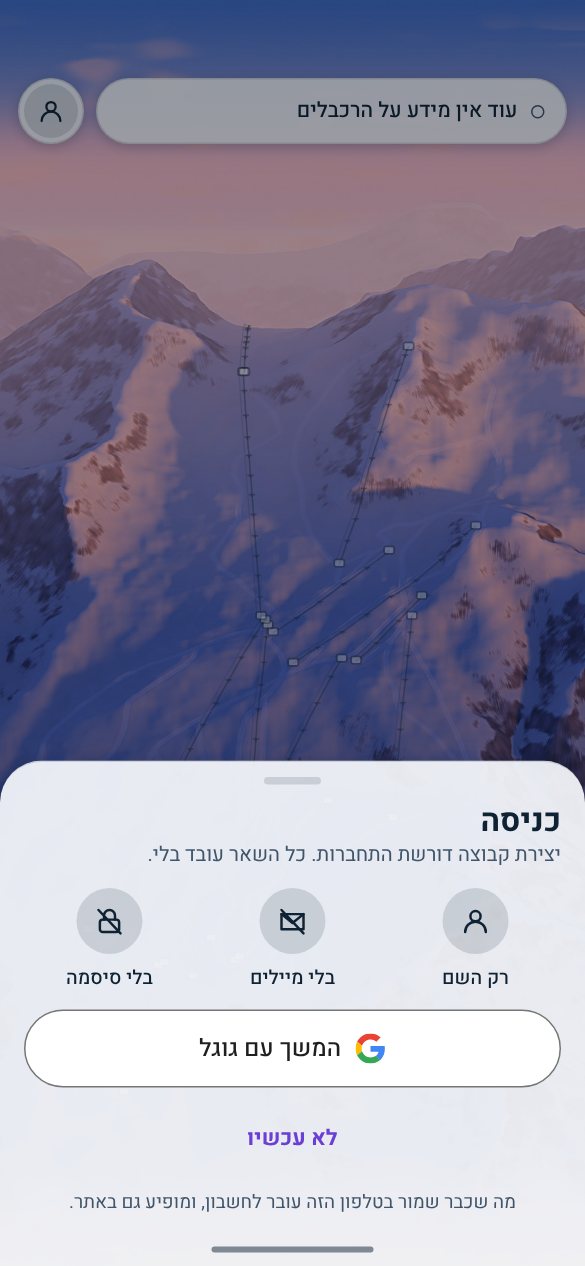 עוד אין מידע על הרכבלים
כניסה
יצירת קבוצה דורשת התחברות. כל השאר עובד בלי.
רק השם
בלי מיילים
בלי סיסמה
המשך עם גוגל
לא עכשיו
מה שכבר שמור בטלפון הזה עובר לחשבון, ומופיע גם באתר.